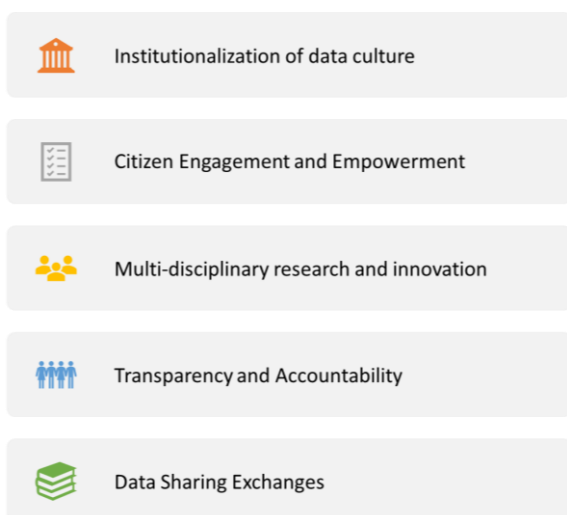 Institutionalization of data culture
Citizen Engagement and Empowerment
Multi-disciplinary research and innovation
Transparency and Accountability
Data Sharing Exchanges